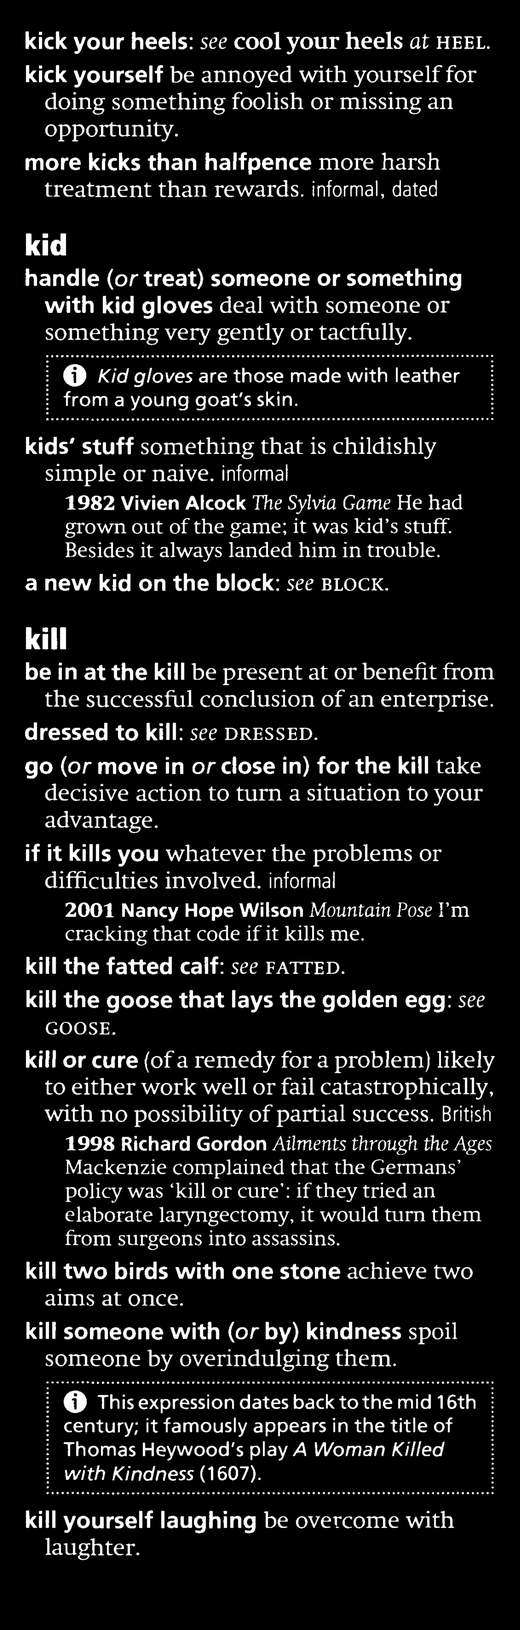 kick your heels: see cool your heels at HEEL.
kick yourself be annoyed with yourself for
doing something foolish or missing an
opportunity.
more kicks than halfpence more harsh
treatment than rewards. informal, dated
kid
handle (or treat) someone or something
with kid gloves deal with someone or
something very gently or tactfully.
i Kid gloves are those made with leather
from a young goat's skin.
kids' stuff something that is childishly
simple or naive. informal
1982 Vivien Alcock The Sylvia Game He had
grown out of the game; it was kid's stuff.
Besides it always landed him in trouble.
a new kid on the block: see BLOCK.
kill
be in at the kill be present at or benefit from
the successful conclusion of an enterprise.
dressed to kill: see DRESSED.
go (or move in or close in) for the kill take
decisive action to turn a situation to your
advantage.
if it kills you whatever the problems or
difficulties involved. informal
2001 Nancy Hope Wilson Mountain Pose I'm
cracking that code if it kills me.
kill the fatted calf: see FATTED.
kill the goose that lays the golden egg: see
GOOSE.
kill or cure (of a remedy for a problem) likely
to either work well or fail catastrophically,
with no possibility of partial success. British
1998 Richard Gordon Ailments through the Ages
Mackenzie complained that the Germans'
policy was 'kill or cure': if they tried an
elaborate laryngectomy, it would turn them
from surgeons into assassins.
kill two birds with one stone achieve two
aims at once.
kill someone with (or by) kindness spoil
someone by overindulging them.
i This expression dates back to the mid 16th
century; it famously appears in the title of
Thomas Heywood's play A Woman Killed
with Kindness (1607).
kill yourself laughing be overcome with
laughter.